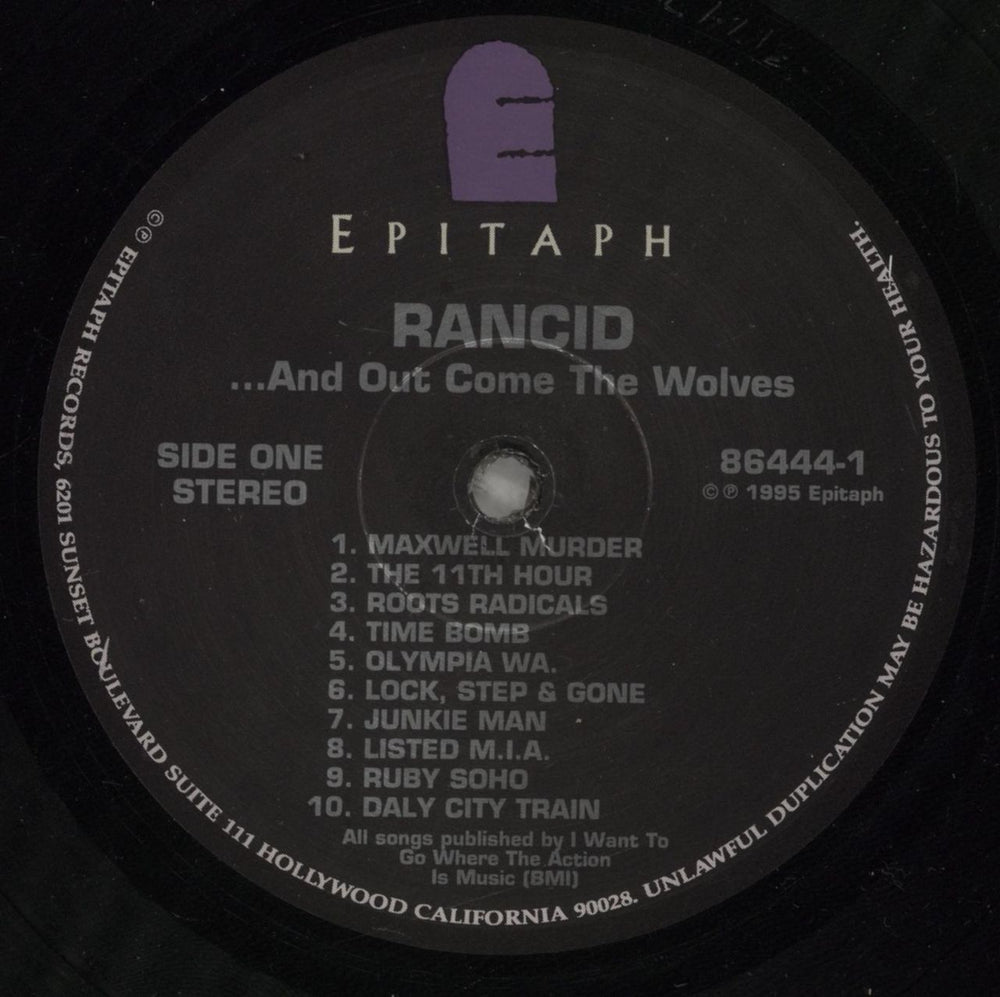 EPITAPH
RANCID
...And Out Come The Wolves
SIDE ONE
STEREO
86444-1
© ℗ 1995 Epitaph
1. MAXWELL MURDER
2. THE 11TH HOUR
3. ROOTS RADICALS
4. TIME BOMB
5. OLYMPIA WA.
6. LOCK, STEP & GONE
7. JUNKIE MAN
8. LISTED M.I.A.
9. RUBY SOHO
10. DALY CITY TRAIN
All songs published by I Want To
Go Where The Action
Is Music (BMI)
© ℗ EPITAPH RECORDS, 6201 SUNSET BOULEVARD SUITE 111 HOLLYWOOD CALIFORNIA 90028. UNLAWFUL DUPLICATION MAY BE HAZARDOUS TO YOUR HEALTH.